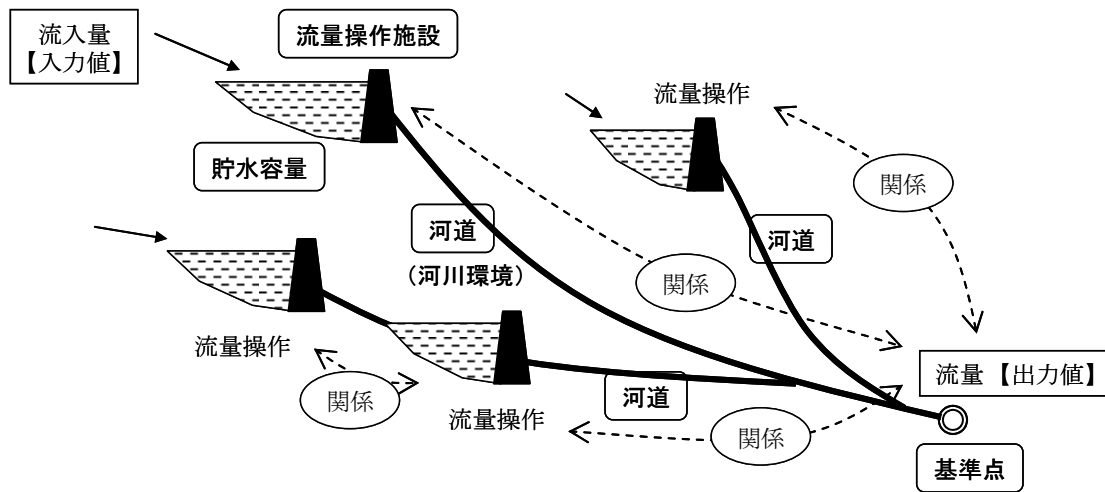 流入量
【入力値】
流量操作施設
流量操作
貯水容量
関係
河道
(河川環境)
河道
関係
流量操作
関係
流量操作
河道
関係
流量【出力値】
基準点